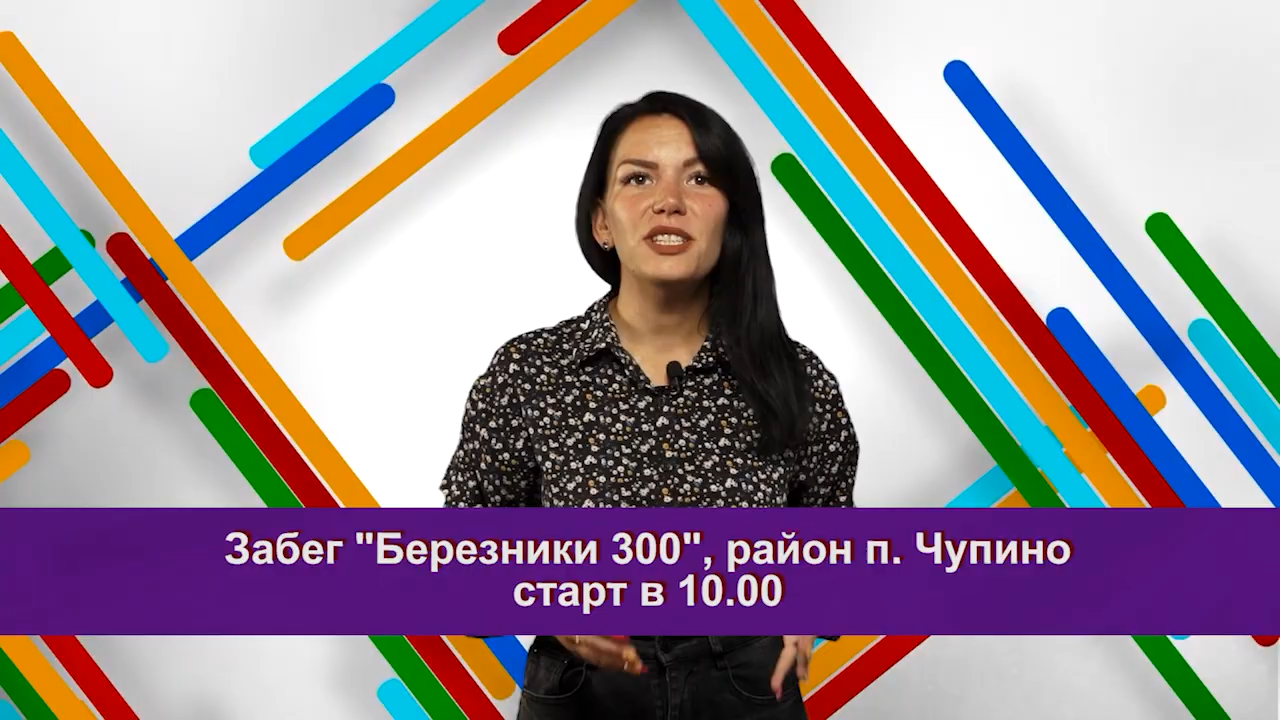 Забег "Березники 300", район п. Чупино
старт в 10.00